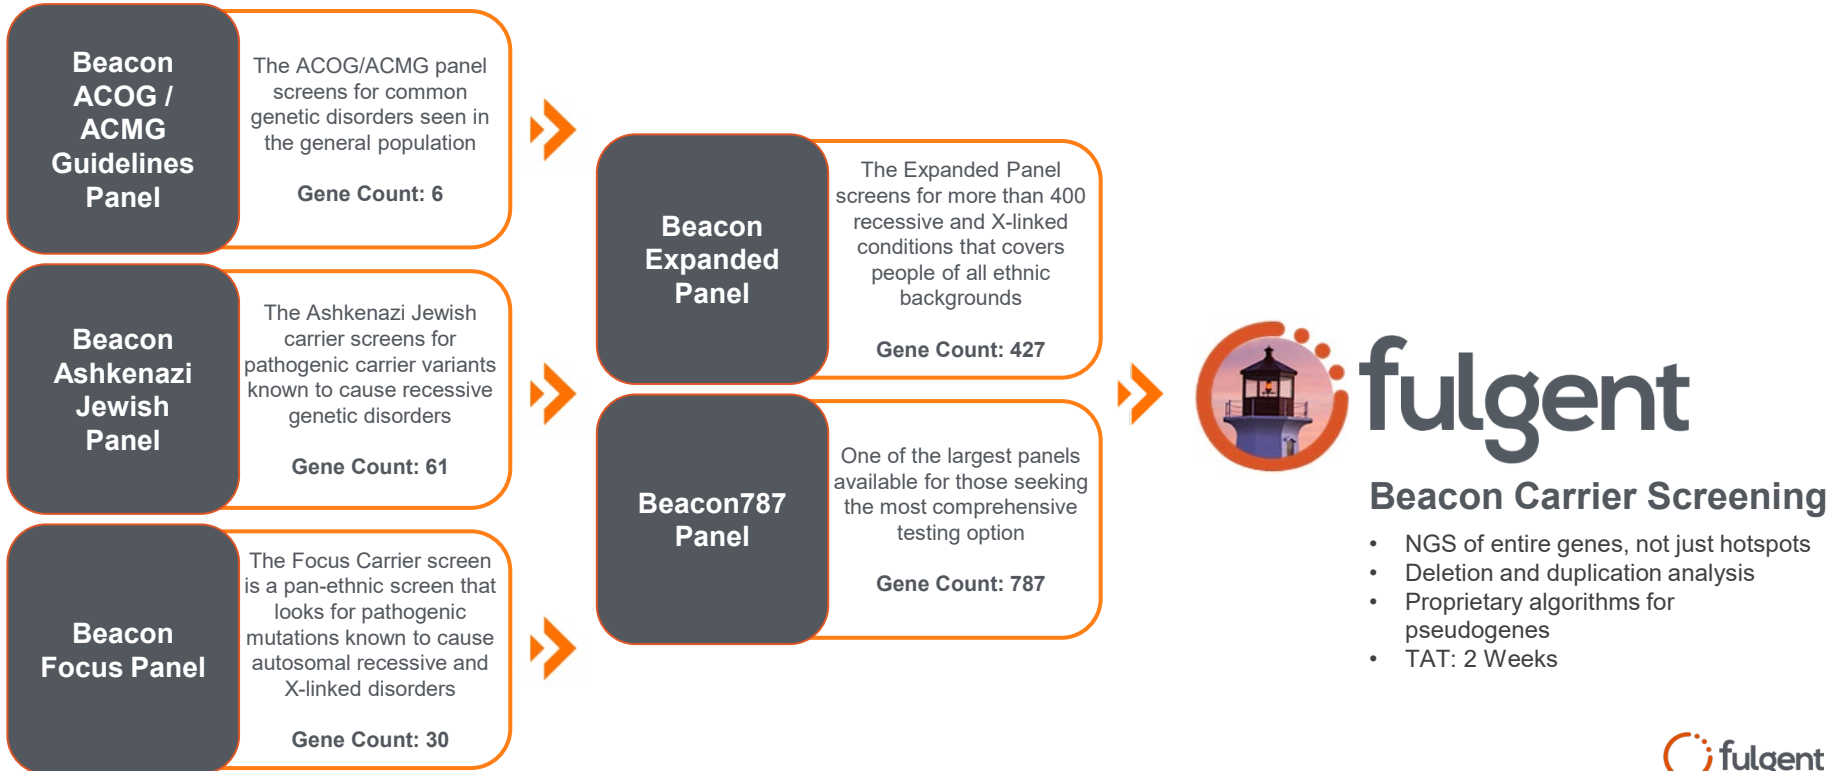 Beacon
ACOG /
ACMG
Guidelines
Panel
The ACOG/ACMG panel
screens for common
genetic disorders seen in
the general population
Gene Count: 6
Beacon
Ashkenazi
Jewish
Panel
The Ashkenazi Jewish
carrier screens for
pathogenic carrier variants
known to cause recessive
genetic disorders
Gene Count: 61
Beacon
Focus Panel
The Focus Carrier screen
is a pan-ethnic screen that
looks for pathogenic
mutations known to cause
autosomal recessive and
X-linked disorders
Gene Count: 30
Beacon
Expanded
Panel
The Expanded Panel
screens for more than 400
recessive and X-linked
conditions that covers
people of all ethnic
backgrounds
Gene Count: 427
Beacon787
Panel
One of the largest panels
available for those seeking
the most comprehensive
testing option
Gene Count: 787
fulgent
Beacon Carrier Screening
• NGS of entire genes, not just hotspots
• Deletion and duplication analysis
• Proprietary algorithms for
pseudogenes
• TAT: 2 Weeks
fulgent